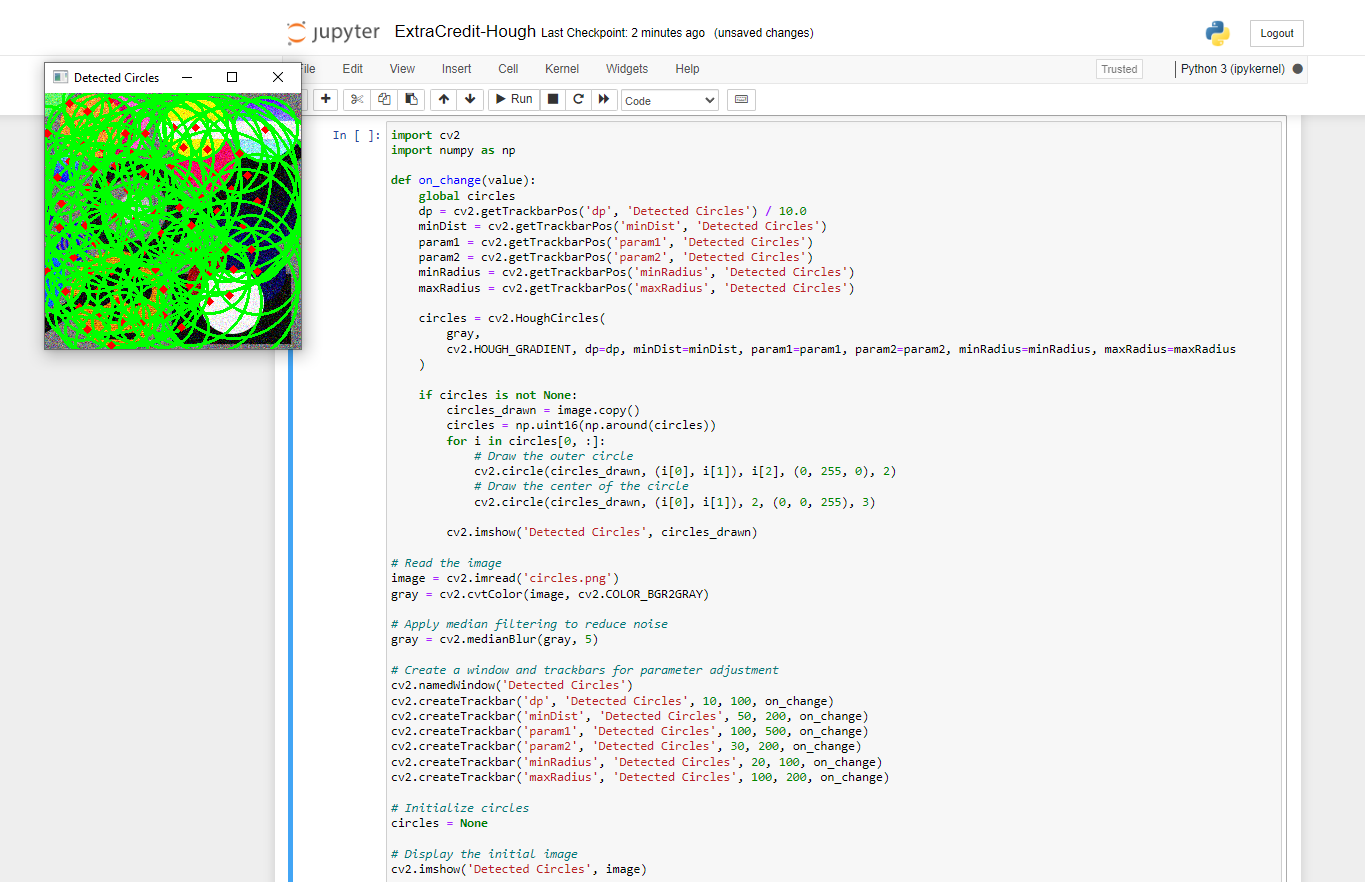 jupyter ExtraCredit-Hough Last Checkpoint: 2 minutes ago (unsaved changes)
Logout
Detected Circles
ile Edit View Insert Cell Kernel Widgets Help
Trusted
Python 3 (ipykernel)
Run
Code
In [ ]:
import cv2
import numpy as np

def on_change(value):
    global circles
    dp = cv2.getTrackbarPos('dp', 'Detected Circles') / 10.0
    minDist = cv2.getTrackbarPos('minDist', 'Detected Circles')
    param1 = cv2.getTrackbarPos('param1', 'Detected Circles')
    param2 = cv2.getTrackbarPos('param2', 'Detected Circles')
    minRadius = cv2.getTrackbarPos('minRadius', 'Detected Circles')
    maxRadius = cv2.getTrackbarPos('maxRadius', 'Detected Circles')

    circles = cv2.HoughCircles(
        gray,
        cv2.HOUGH_GRADIENT, dp=dp, minDist=minDist, param1=param1, param2=param2, minRadius=minRadius, maxRadius=maxRadius
    )

    if circles is not None:
        circles_drawn = image.copy()
        circles = np.uint16(np.around(circles))
        for i in circles[0, :]:
            # Draw the outer circle
            cv2.circle(circles_drawn, (i[0], i[1]), i[2], (0, 255, 0), 2)
            # Draw the center of the circle
            cv2.circle(circles_drawn, (i[0], i[1]), 2, (0, 0, 255), 3)

        cv2.imshow('Detected Circles', circles_drawn)

# Read the image
image = cv2.imread('circles.png')
gray = cv2.cvtColor(image, cv2.COLOR_BGR2GRAY)

# Apply median filtering to reduce noise
gray = cv2.medianBlur(gray, 5)

# Create a window and trackbars for parameter adjustment
cv2.namedWindow('Detected Circles')
cv2.createTrackbar('dp', 'Detected Circles', 10, 100, on_change)
cv2.createTrackbar('minDist', 'Detected Circles', 50, 200, on_change)
cv2.createTrackbar('param1', 'Detected Circles', 100, 500, on_change)
cv2.createTrackbar('param2', 'Detected Circles', 30, 200, on_change)
cv2.createTrackbar('minRadius', 'Detected Circles', 20, 100, on_change)
cv2.createTrackbar('maxRadius', 'Detected Circles', 100, 200, on_change)

# Initialize circles
circles = None

# Display the initial image
cv2.imshow('Detected Circles', image)